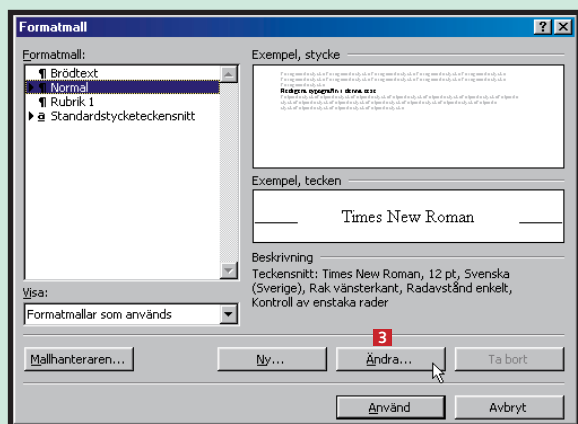 Formatmall
Formatmall:
¶ Brödtext
¶ Normal
¶ Rubrik 1
a Standardstycketeckensnitt
Visa:
Formatmallar som används
Exempel, stycke
Exempel, tecken
Times New Roman
Beskrivning
Teckensnitt: Times New Roman, 12 pt, Svenska
(Sverige), Rak vänsterkant, Radavstånd enkelt,
Kontroll av enstaka rader
3
Mallhanteraren...
Ny...
Ändra...
Ta bort
Använd
Avbryt